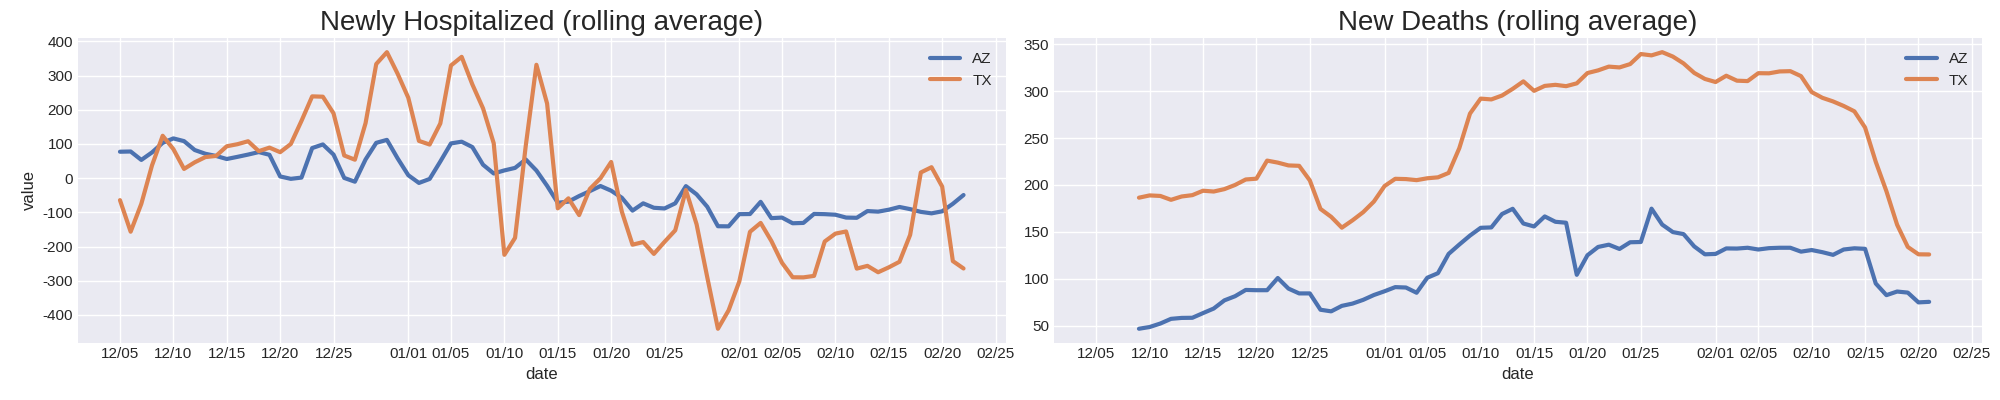 Newly Hospitalized (rolling average)
400
300
200
100
0
-100
-200
-300
-400
value
AZ
TX
12/05 12/10 12/15 12/20 12/25 01/01 01/05 01/10 01/15 01/20 01/25 02/01 02/05 02/10 02/15 02/20 02/25
date
New Deaths (rolling average)
350
300
250
200
150
100
50
AZ
TX
12/05 12/10 12/15 12/20 12/25 01/01 01/05 01/10 01/15 01/20 01/25 02/01 02/05 02/10 02/15 02/20 02/25
date